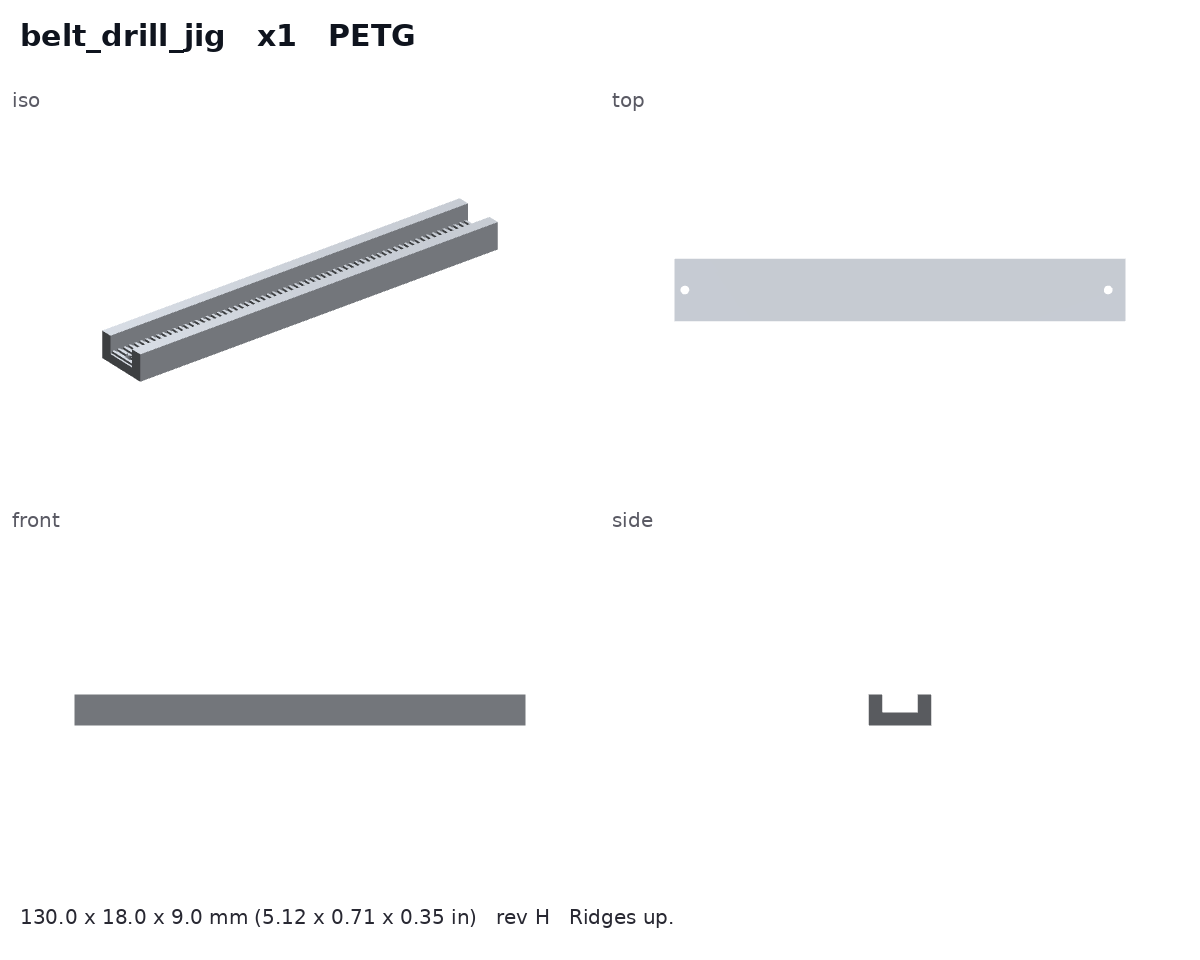 belt_drill_jig x1 PETG
iso
top
front
side
130.0 x 18.0 x 9.0 mm (5.12 x 0.71 x 0.35 in) rev H Ridges up.